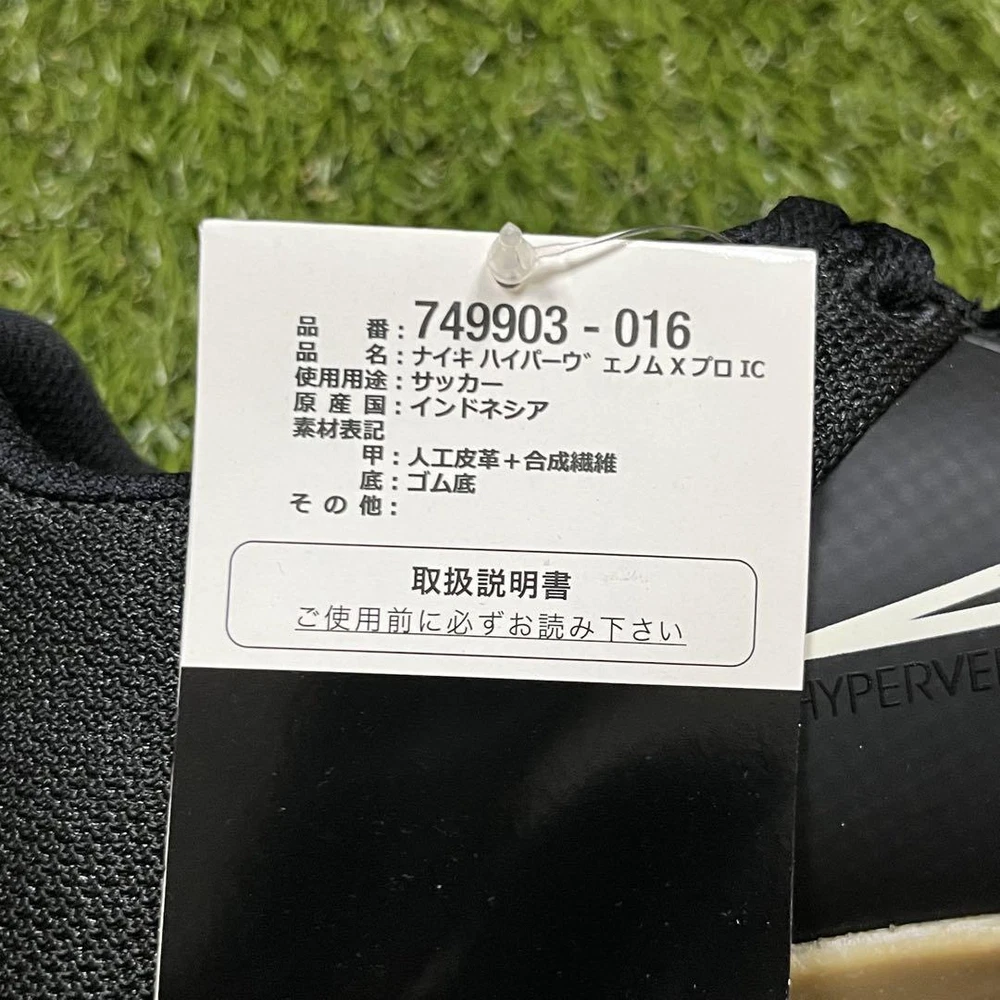 品番：749903 - 016
品名：ナイキ ハイパーヴ゛ェノム X プロ IC
使用用途：サッカー
原産国：インドネシア
素材表記
甲：人工皮革＋合成繊維
底：ゴム底
その他：
取扱説明書
ご使用前に必ずお読み下さい
HYPERVE